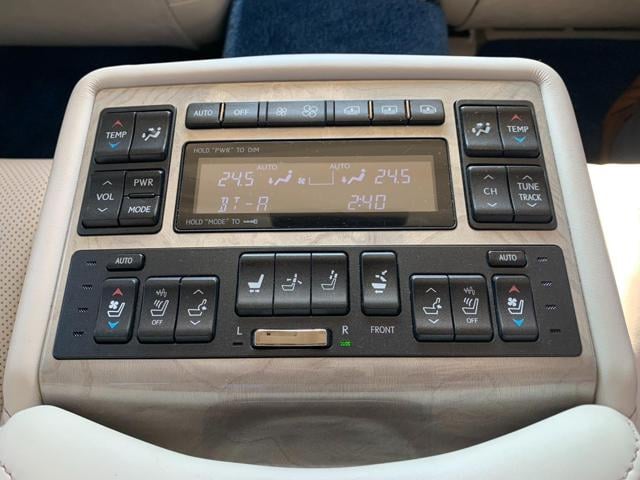 AUTO OFF
TEMP
TEMP
HOLD "PWR" TO DIM
AUTO AUTO
24.5 24.5
BT-A 2:40
HOLD "MODE" TO
VOL PWR
MODE
CH TUNE
TRACK
AUTO
AUTO
OFF
OFF
L R FRONT